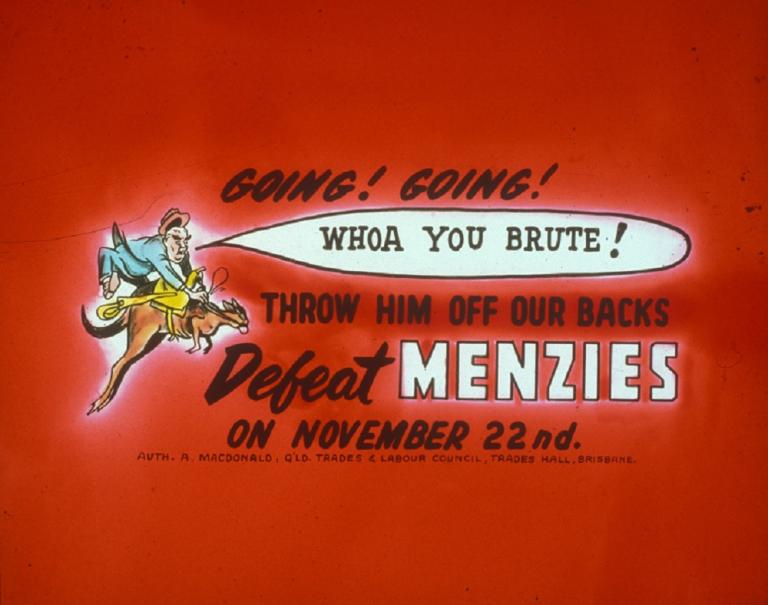 GOING! GOING!
WHOA YOU BRUTE!
THROW HIM OFF OUR BACKS
Defeat MENZIES
ON NOVEMBER 22nd.
AUTH. A. MACDONALD, Q'LD. TRADES & LABOUR COUNCIL, TRADES HALL, BRISBANE.